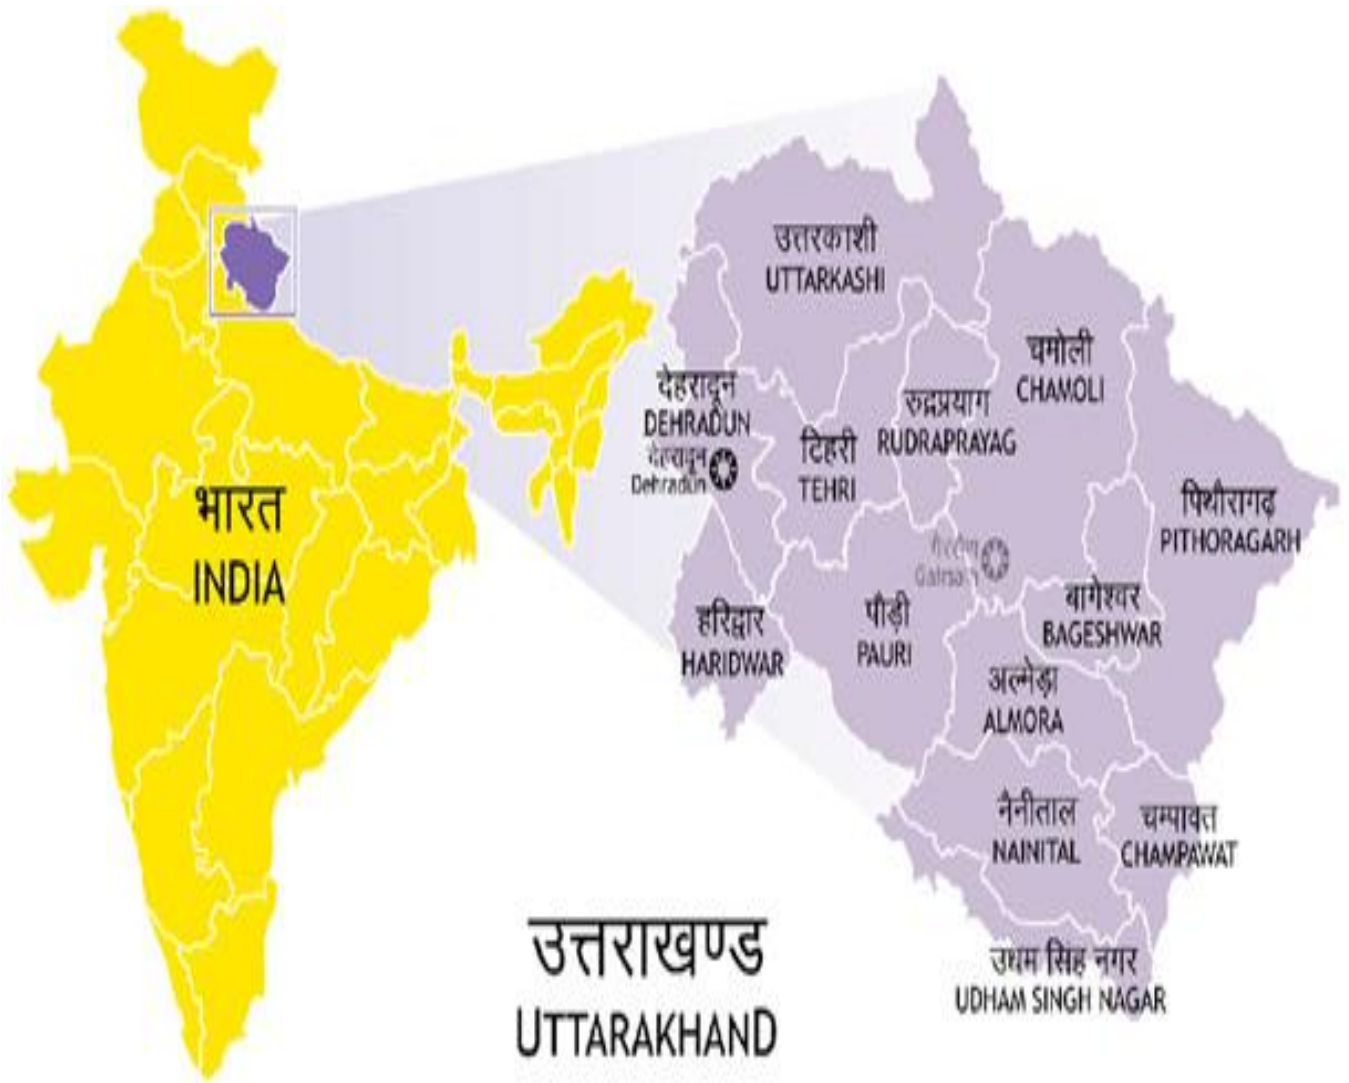 उत्तरकाशी
UTTARKASHI
चमोली
CHAMOLI
देहरादून
DEHRADUN
देहरादून
Dehradun
रुद्रप्रयाग
RUDRAPRAYAG
टिहरी
TEHRI
पिथौरागढ़
PITHORAGARH
भारत
INDIA
Gairsain
हरिद्वार
HARIDWAR
पौड़ी
PAURI
बागेश्वर
BAGESHWAR
अल्मोड़ा
ALMORA
नैनीताल
NAINITAL
चम्पावत
CHAMPAWAT
उधम सिंह नगर
UDHAM SINGH NAGAR
उत्तराखण्ड
UTTARAKHAND